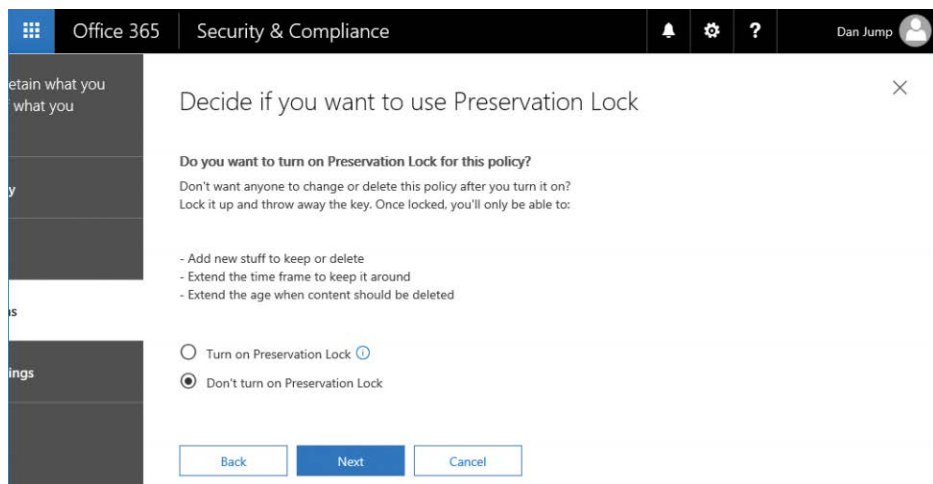 Office 365
Security & Compliance
?
Dan Jump
etain what you
what you
y
ns
ings
Decide if you want to use Preservation Lock
Do you want to turn on Preservation Lock for this policy?
Don't want anyone to change or delete this policy after you turn it on?
Lock it up and throw away the key. Once locked, you'll only be able to:
- Add new stuff to keep or delete
- Extend the time frame to keep it around
- Extend the age when content should be deleted
Turn on Preservation Lock
Don't turn on Preservation Lock
Back
Next
Cancel